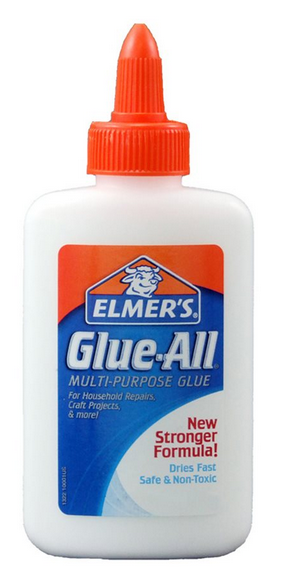 ELMER'S®
Glue-All®
MULTI-PURPOSE GLUE
For Household Repairs,
Craft Projects,
& more!
New
Stronger
Formula!
Dries Fast
Safe & Non-Toxic